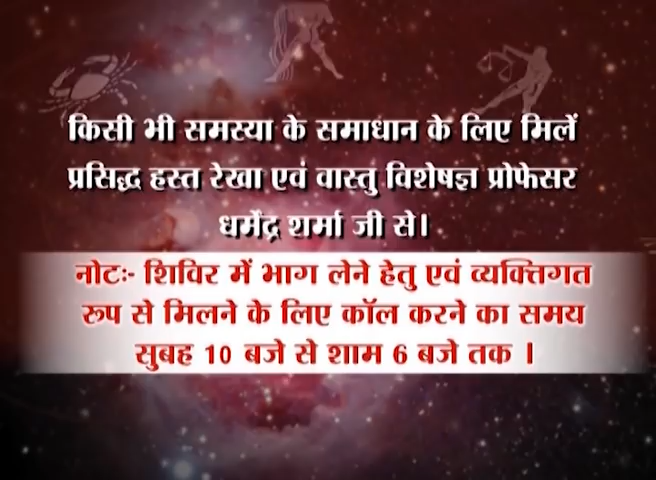 किसी भी समस्या के समाधान के लिए मिलें
प्रसिद्ध हस्त रेखा एवं वास्तु विशेषज्ञ प्रोफेसर
धर्मेंद्र शर्मा जी से।
नोटः- शिविर में भाग लेने हेतु एवं व्यक्तिगत
रूप से मिलने के लिए कॉल करने का समय
सुबह 10 बजे से शाम 6 बजे तक ।